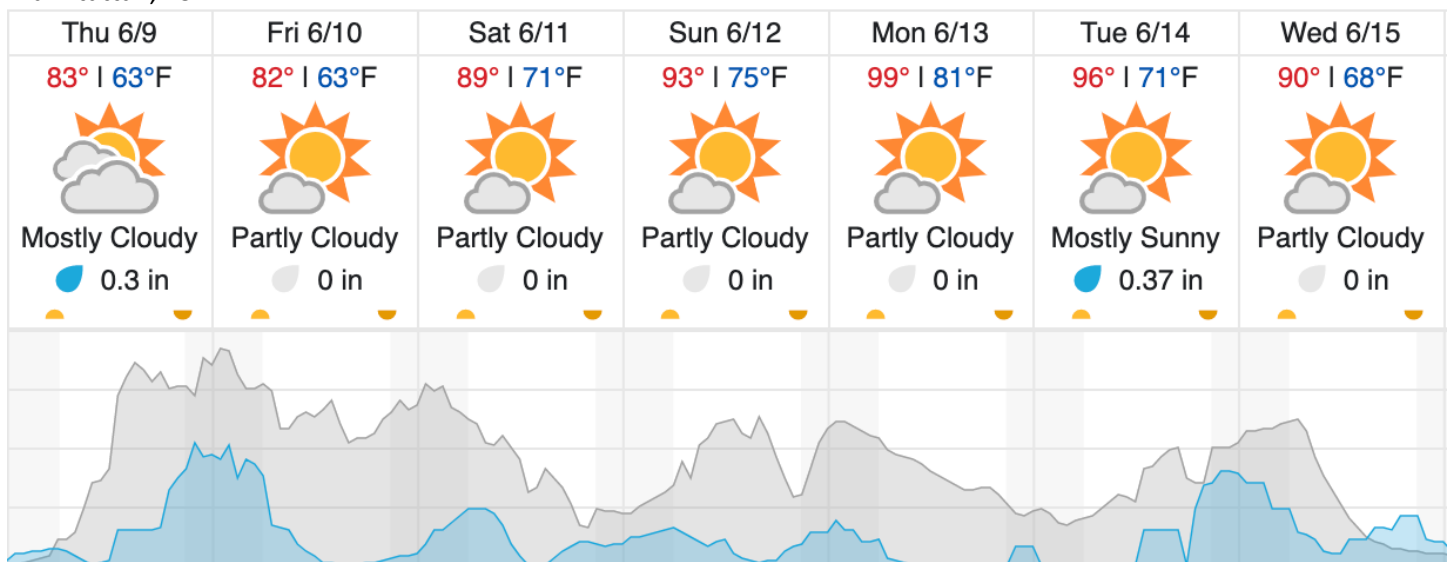 Thu 6/9 Fri 6/10 Sat 6/11 Sun 6/12 Mon 6/13 Tue 6/14 Wed 6/15
83° | 63°F 82° | 63°F 89° | 71°F 93° | 75°F 99° | 81°F 96° | 71°F 90° | 68°F
Mostly Cloudy Partly Cloudy Partly Cloudy Partly Cloudy Partly Cloudy Mostly Sunny Partly Cloudy
0.3 in 0 in 0 in 0 in 0 in 0.37 in 0 in